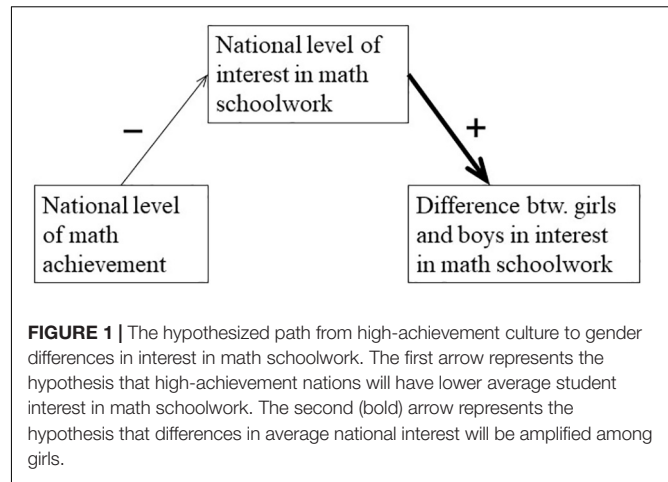 National level of
interest in math
schoolwork
–
+
National level
of math
achievement
Difference btw. girls
and boys in interest
in math schoolwork
FIGURE 1 | The hypothesized path from high-achievement culture to gender
differences in interest in math schoolwork. The first arrow represents the
hypothesis that high-achievement nations will have lower average student
interest in math schoolwork. The second (bold) arrow represents the
hypothesis that differences in average national interest will be amplified among
girls.